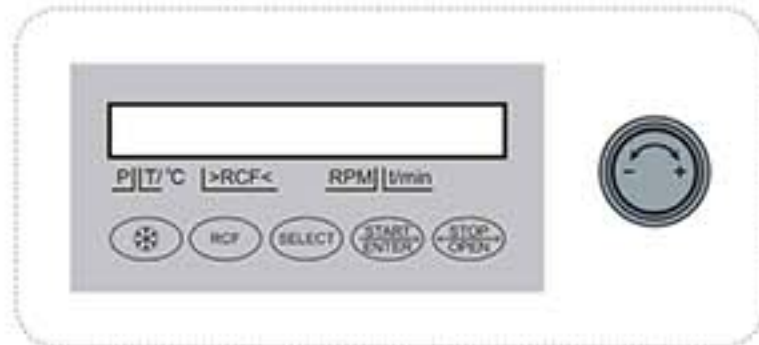 P T/°C >RCF< RPM t/min
RCF SELECT START ENTER STOP OPEN
- +